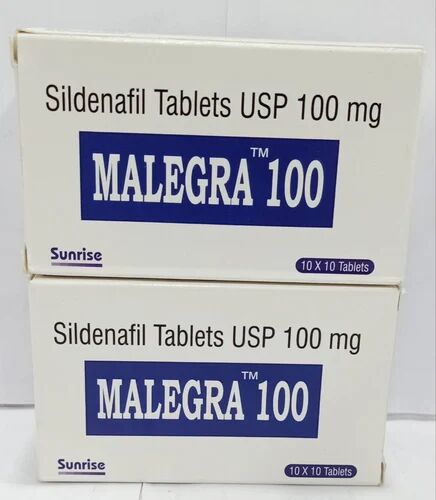 Sildenafil Tablets USP 100 mg
MALEGRA™ 100
Sunrise
10 X 10 Tablets
Sildenafil Tablets USP 100 mg
MALEGRA™ 100
Sunrise
10 X 10 Tablets